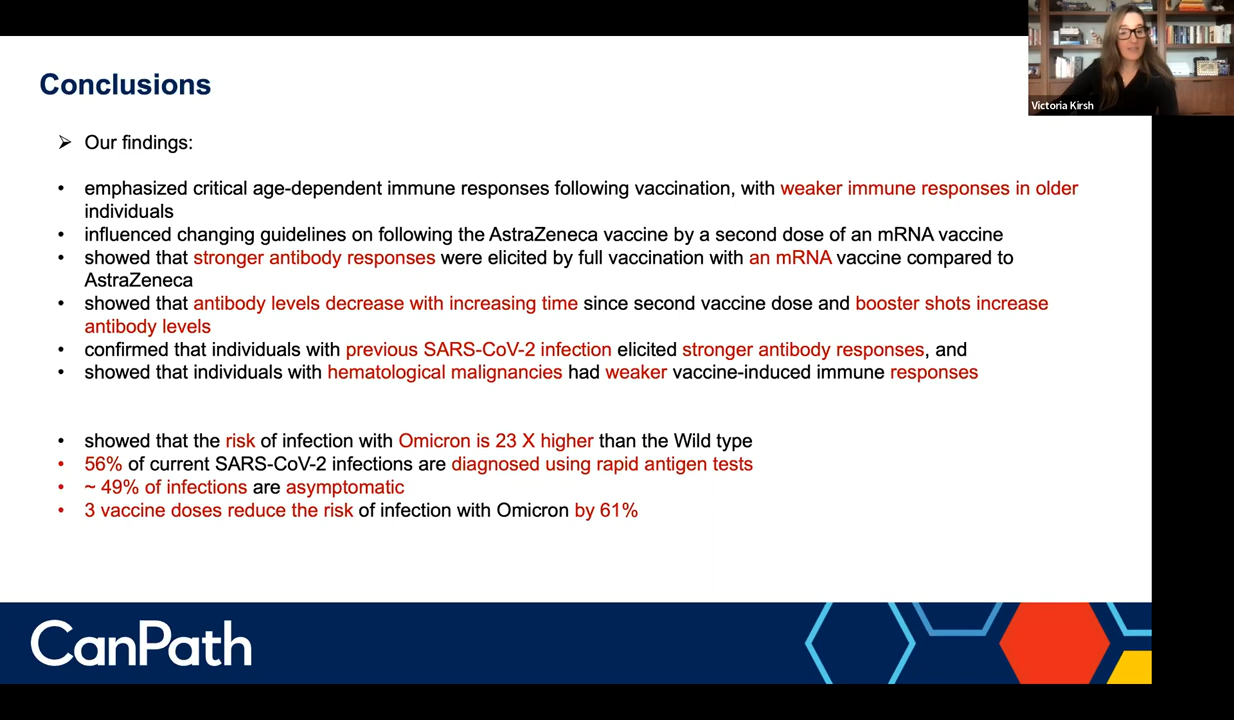 Conclusions
Victoria Kirsh
➢ Our findings:
• emphasized critical age-dependent immune responses following vaccination, with weaker immune responses in older
individuals
• influenced changing guidelines on following the AstraZeneca vaccine by a second dose of an mRNA vaccine
• showed that stronger antibody responses were elicited by full vaccination with an mRNA vaccine compared to
AstraZeneca
• showed that antibody levels decrease with increasing time since second vaccine dose and booster shots increase
antibody levels
• confirmed that individuals with previous SARS-CoV-2 infection elicited stronger antibody responses, and
• showed that individuals with hematological malignancies had weaker vaccine-induced immune responses
• showed that the risk of infection with Omicron is 23 X higher than the Wild type
• 56% of current SARS-CoV-2 infections are diagnosed using rapid antigen tests
• ~ 49% of infections are asymptomatic
• 3 vaccine doses reduce the risk of infection with Omicron by 61%
CanPath